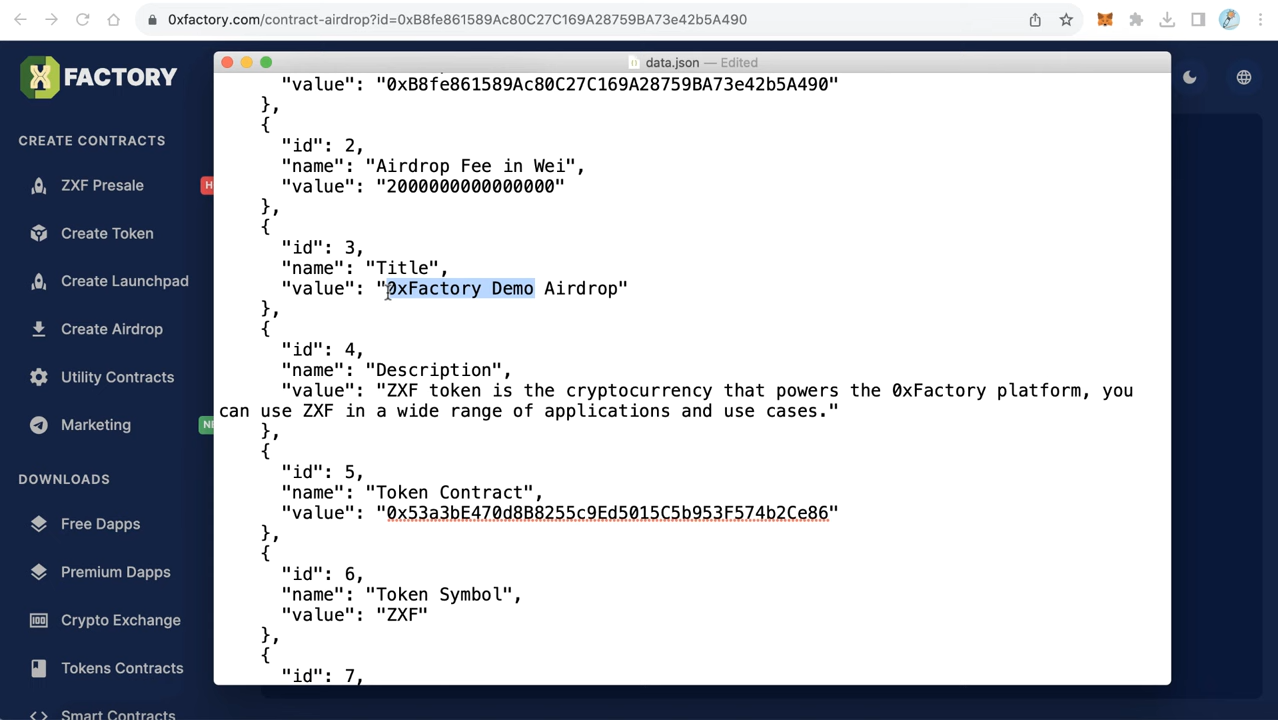 0xfactory.com/contract-airdrop?id=0xB8fe861589Ac80C27C169A28759BA73e42b5A490
X FACTORY
CREATE CONTRACTS
ZXF Presale
H
Create Token
Create Launchpad
Create Airdrop
Utility Contracts
Marketing
NE
DOWNLOADS
Free Dapps
Premium Dapps
Crypto Exchange
Tokens Contracts
Smart Contracts
data.json — Edited
"value": "0xB8fe861589Ac80C27C169A28759BA73e42b5A490"
},
{
"id": 2,
"name": "Airdrop Fee in Wei",
"value": "2000000000000000"
},
{
"id": 3,
"name": "Title",
"value": "0xFactory Demo Airdrop"
},
{
"id": 4,
"name": "Description",
"value": "ZXF token is the cryptocurrency that powers the 0xFactory platform, you
can use ZXF in a wide range of applications and use cases."
},
{
"id": 5,
"name": "Token Contract",
"value": "0x53a3bE470d8B8255c9Ed5015C5b953F574b2Ce86"
},
{
"id": 6,
"name": "Token Symbol",
"value": "ZXF"
},
{
"id": 7,